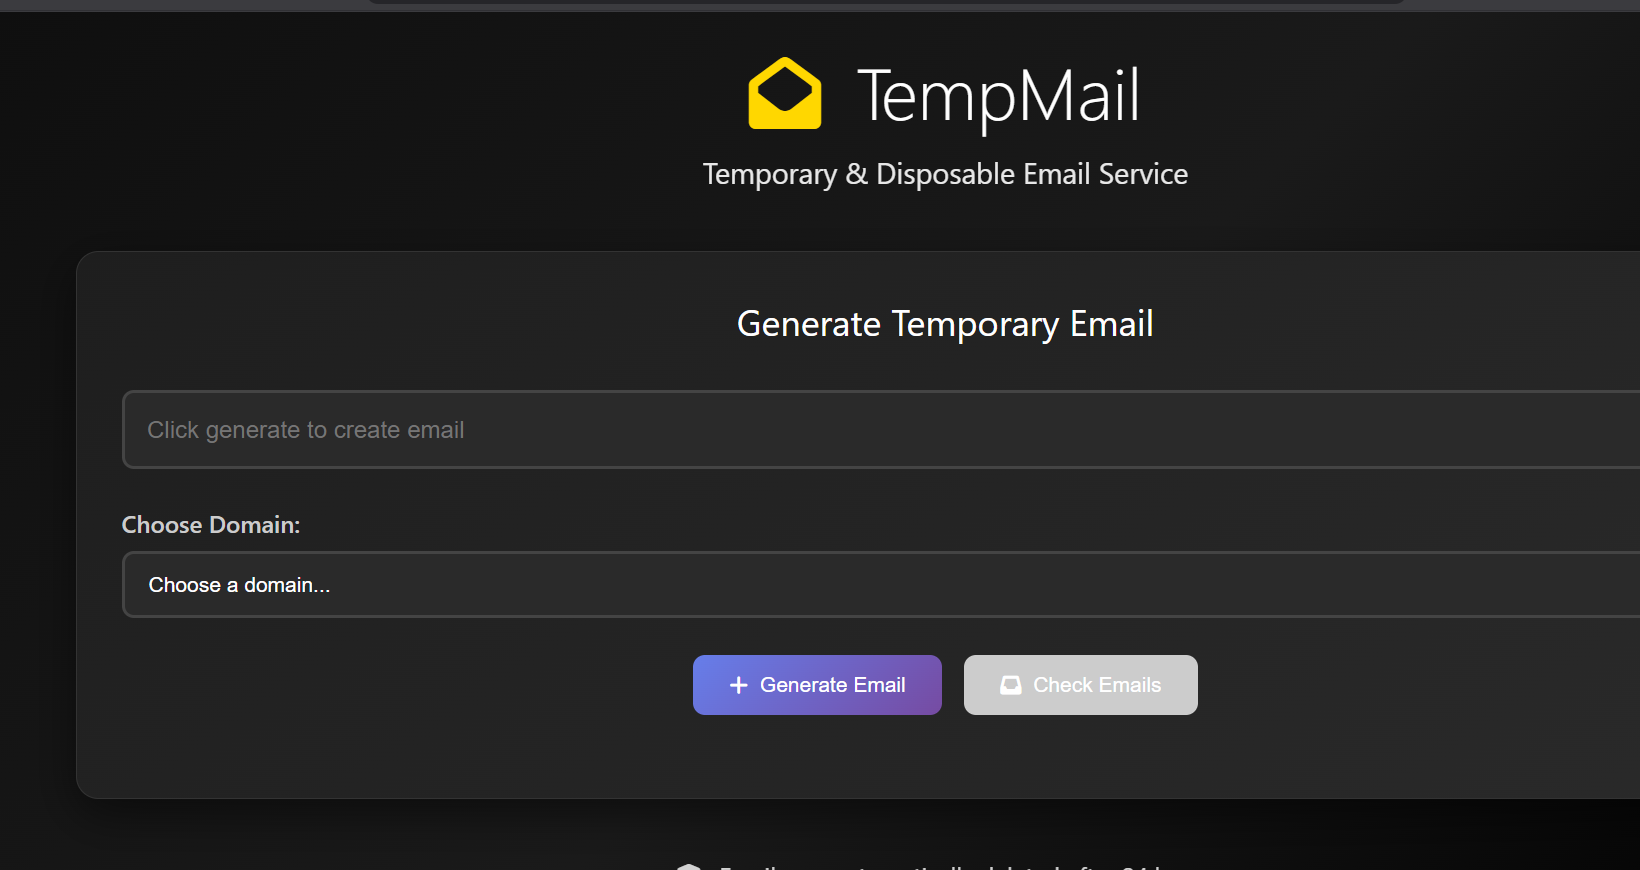 TempMail
Temporary & Disposable Email Service
Generate Temporary Email
Click generate to create email
Choose Domain:
Choose a domain...
Generate Email
Check Emails